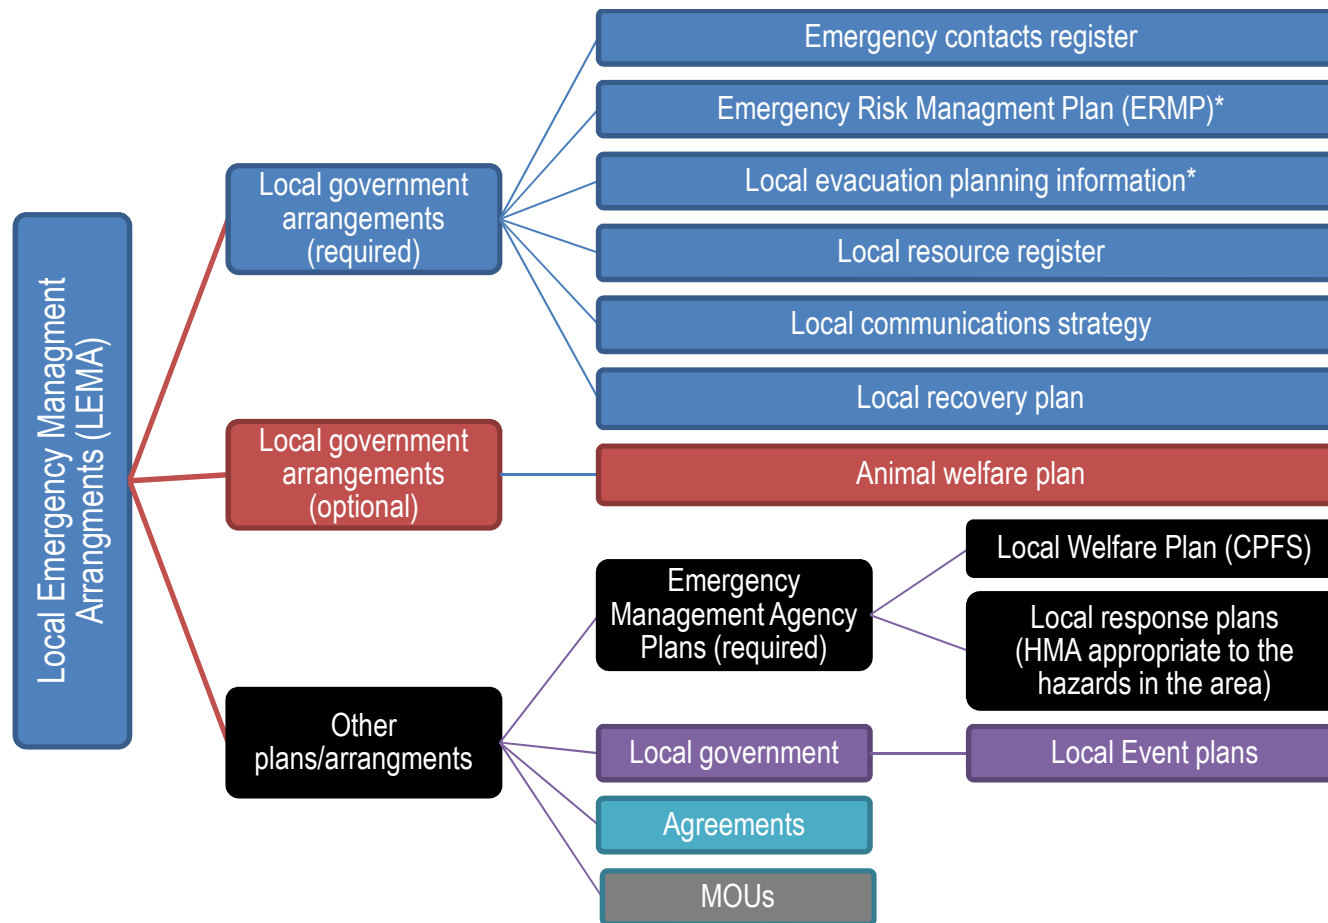 Local Emergency Managment
Arrangments (LEMA)
Local government
arrangements
(required)
Emergency contacts register
Emergency Risk Managment Plan (ERMP)*
Local evacuation planning information*
Local resource register
Local communications strategy
Local recovery plan
Local government
arrangements
(optional)
Animal welfare plan
Other
plans/arrangments
Emergency
Management Agency
Plans (required)
Local Welfare Plan (CPFS)
Local response plans
(HMA appropriate to the
hazards in the area)
Local government
Local Event plans
Agreements
MOUs